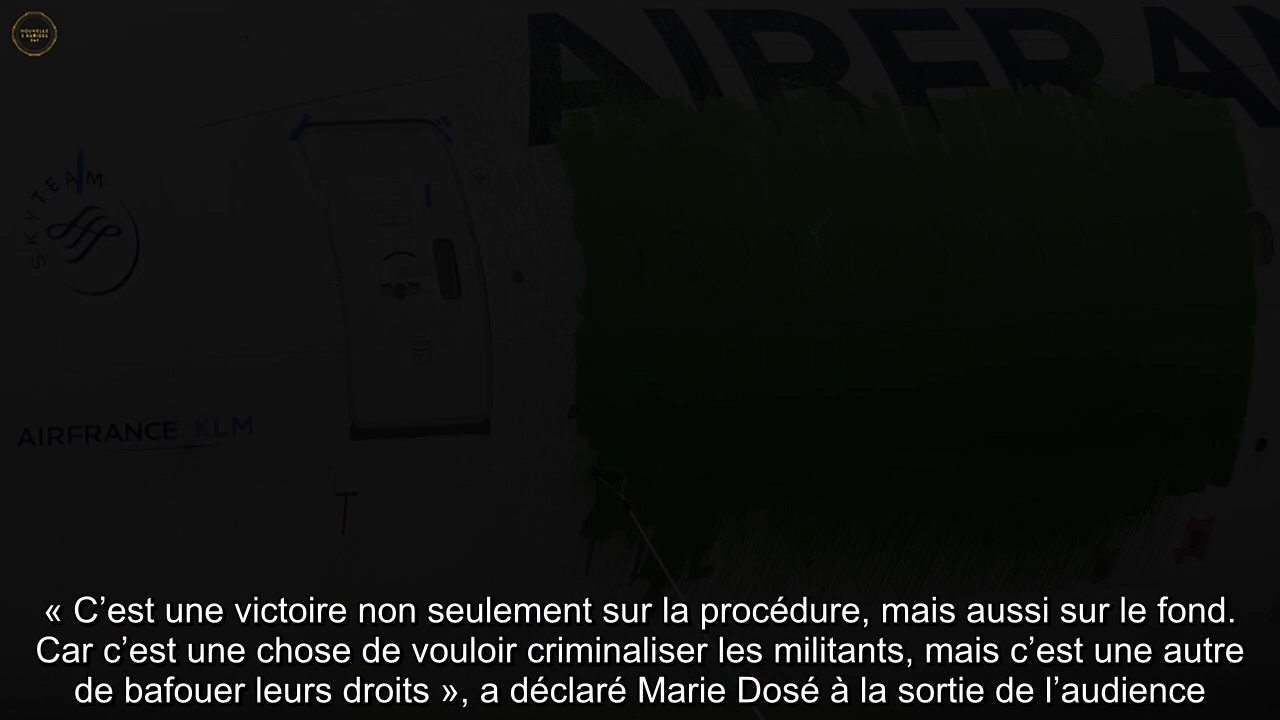 AIRFRAN
SKYTEAM
AIRFRANCE KLM
« C’est une victoire non seulement sur la procédure, mais aussi sur le fond.
Car c’est une chose de vouloir criminaliser les militants, mais c’est une autre
de bafouer leurs droits », a déclaré Marie Dosé à la sortie de l’audience